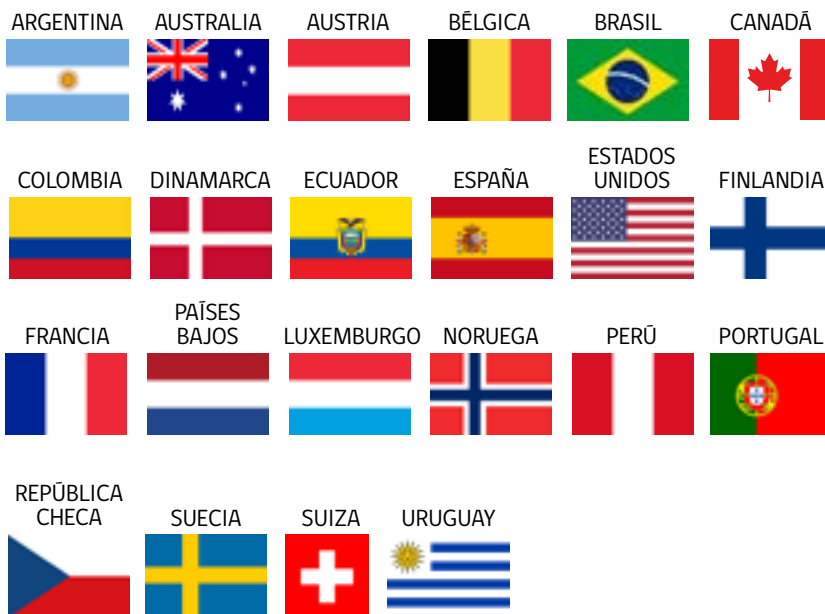 ARGENTINA AUSTRALIA AUSTRIA BÉLGICA BRASIL CANADÁ
COLOMBIA DINAMARCA ECUADOR ESPAÑA ESTADOS UNIDOS FINLANDIA
FRANCIA PAÍSES BAJOS LUXEMBURGO NORUEGA PERÚ PORTUGAL
REPÚBLICA CHECA SUECIA SUIZA URUGUAY